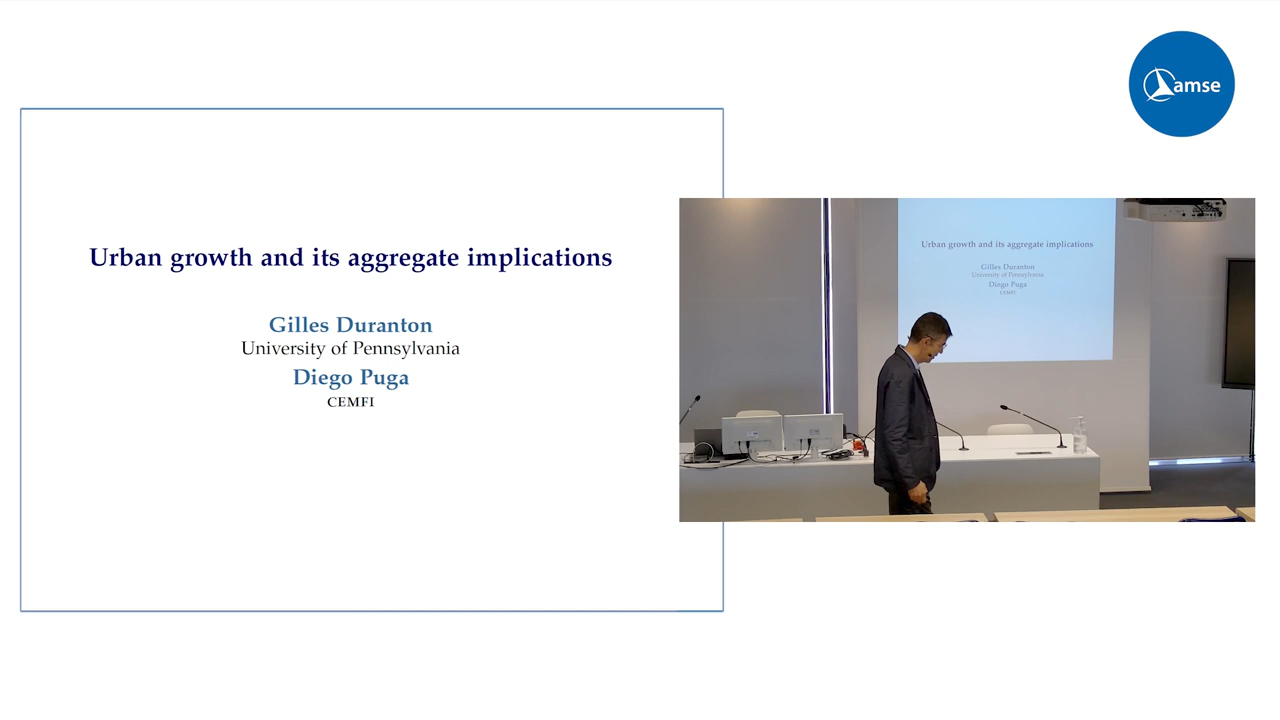 Urban growth and its aggregate implications
Gilles Duranton
University of Pennsylvania
Diego Puga
CEMFI
amse
Urban growth and its aggregate implications
Gilles Duranton
University of Pennsylvania
Diego Puga
CEMFI